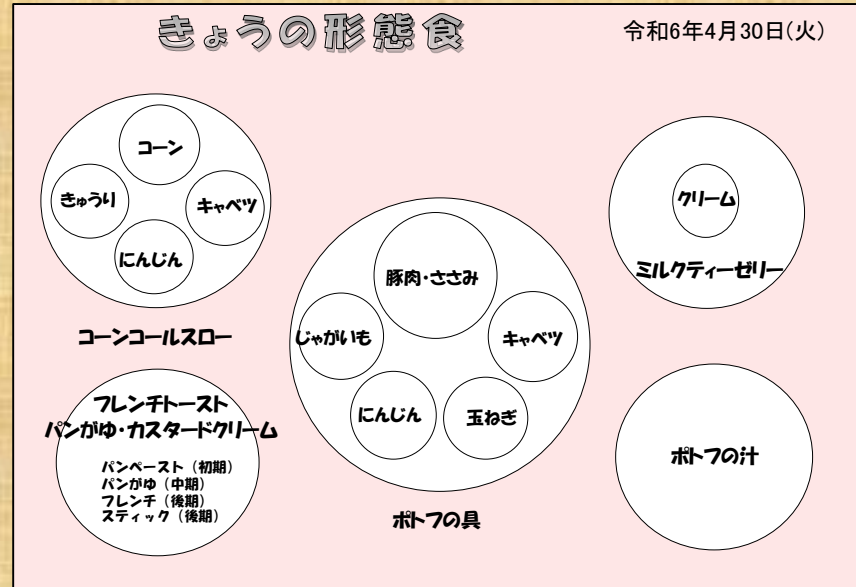 きょうの形態食
令和6年4月30日(火)
コーン
きゅうり
キャベツ
にんじん
コーンコールスロー
豚肉・ささみ
じゃがいも
キャベツ
にんじん
玉ねぎ
ポトフの具
クリーム
ミルクティーゼリー
フレンチトースト
パンがゆ・カスタードクリーム
パンペースト（初期）
パンがゆ（中期）
フレンチ（後期）
スティック（後期）
ポトフの汁